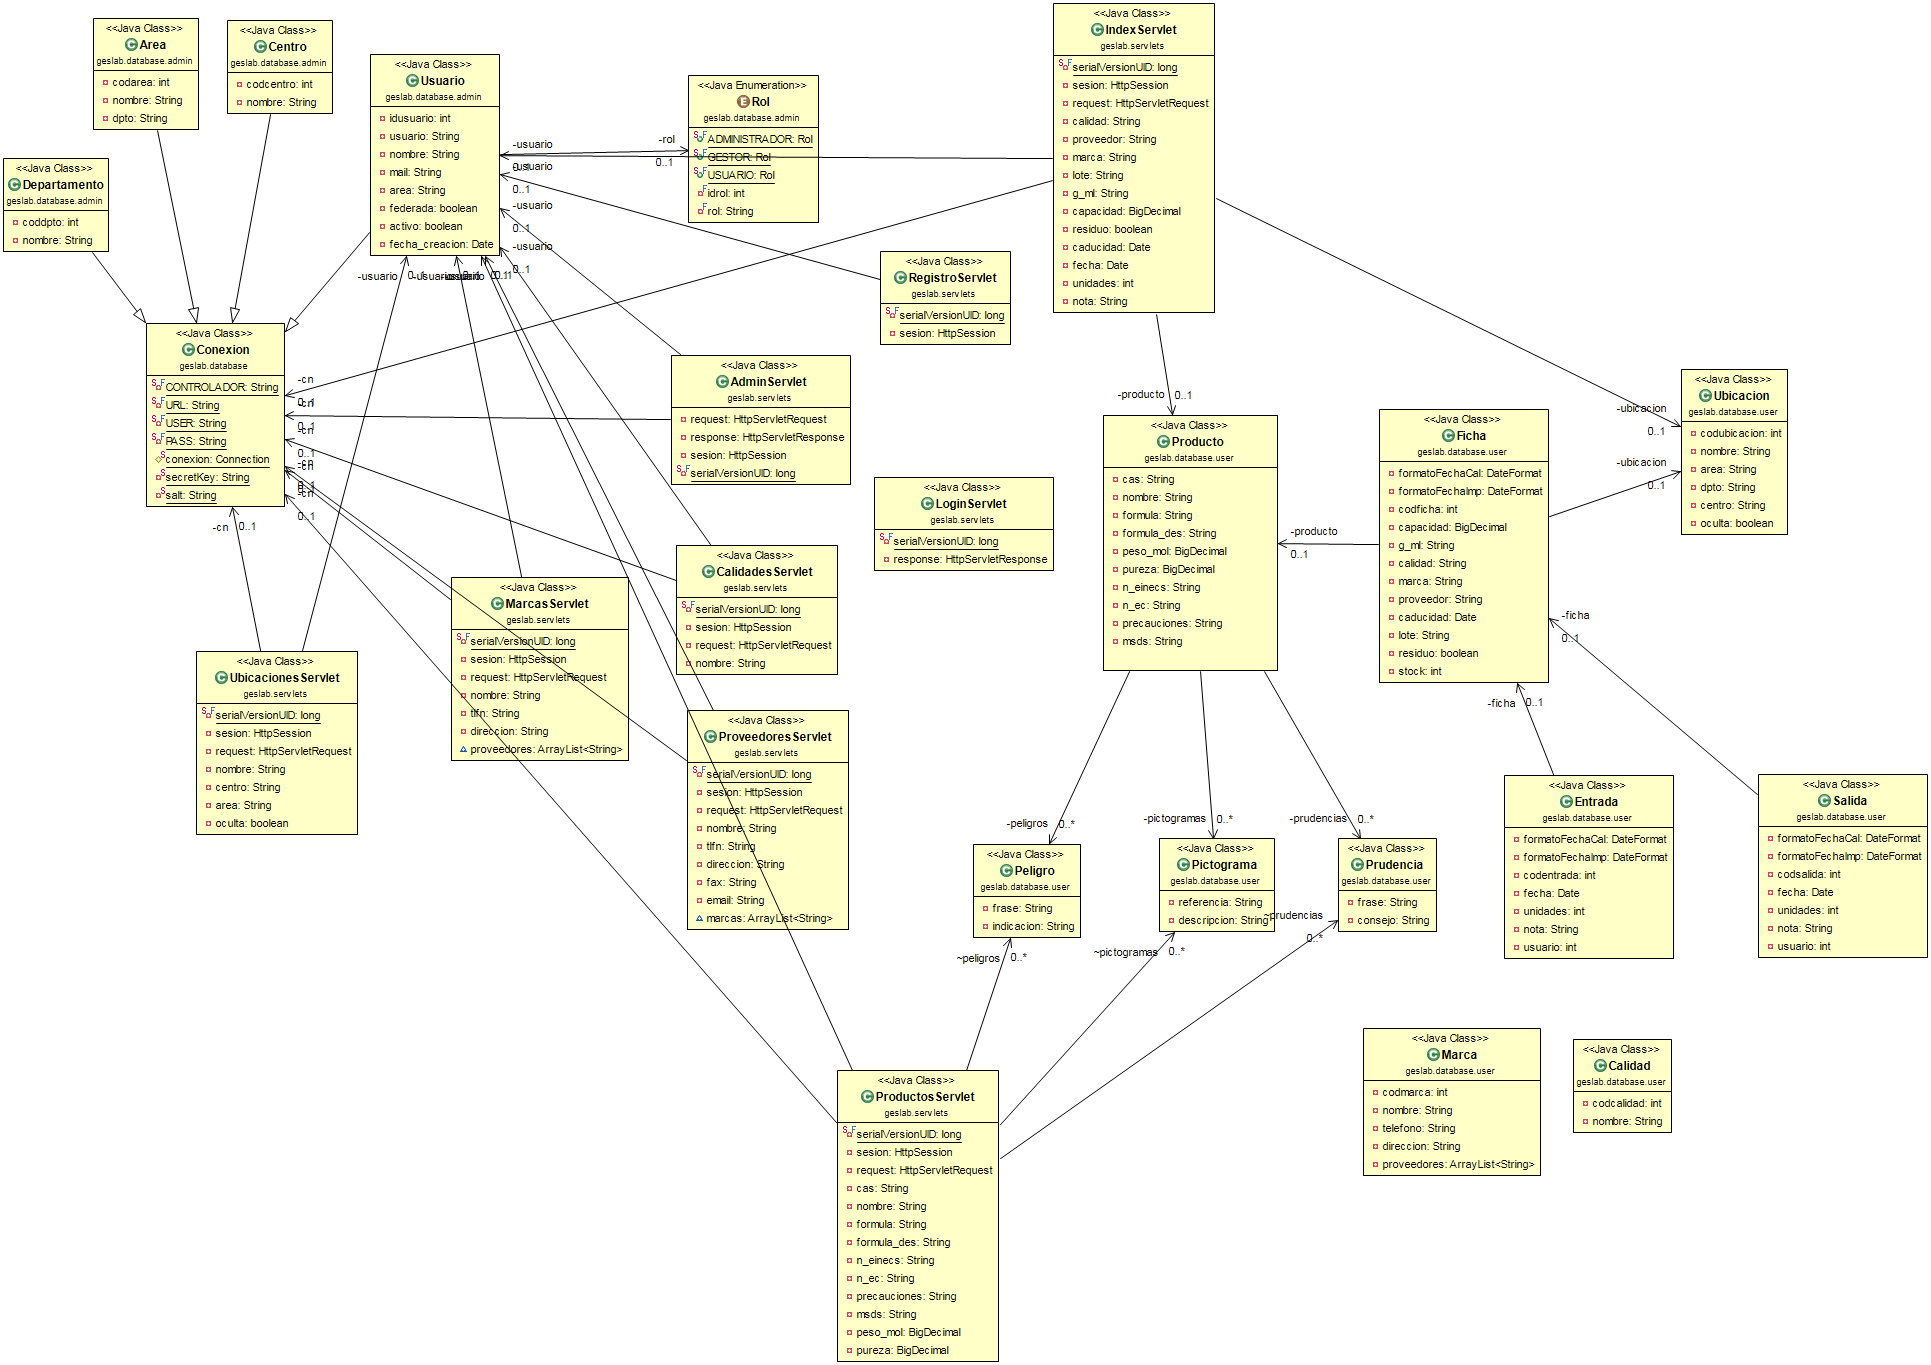 <<Java Class>>
Area
geslab.database.admin
codarea: int
nombre: String
dpto: String
<<Java Class>>
Centro
geslab.database.admin
codcentro: int
nombre: String
<<Java Class>>
Departamento
geslab.database.admin
coddpto: int
nombre: String
<<Java Class>>
Usuario
geslab.database.admin
idusuario: int
usuario: String
nombre: String
mail: String
area: String
federada: boolean
activo: boolean
fecha_creacion: Date
<<Java Enumeration>>
Rol
geslab.database.admin
ADMINISTRADOR: Rol
GESTOR: Rol
USUARIO: Rol
idrol: int
rol: String
<<Java Class>>
IndexServlet
geslab.servlets
serialVersionUID: long
sesion: HttpSession
request: HttpServletRequest
calidad: String
proveedor: String
marca: String
lote: String
g_ml: String
capacidad: BigDecimal
residuo: boolean
caducidad: Date
fecha: Date
unidades: int
nota: String
-usuario
-rol
0..1
0..1
-usuario
0..1
-usuario
0..1
-usuario
0..1
<<Java Class>>
RegistroServlet
geslab.servlets
serialVersionUID: long
sesion: HttpSession
-usuario
-usuario
-usuario
<<Java Class>>
Conexion
geslab.database
CONTROLADOR: String
URL: String
USER: String
PASS: String
conexion: Connection
secretKey: String
salt: String
-cn
0..1
-cn
0..1
-cn
0..1
-cn
-cn
0..1
-cn
0..1
-cn
0..1
<<Java Class>>
AdminServlet
geslab.servlets
request: HttpServletRequest
response: HttpServletResponse
sesion: HttpSession
serialVersionUID: long
<<Java Class>>
LoginServlet
geslab.servlets
serialVersionUID: long
response: HttpServletResponse
<<Java Class>>
CalidadesServlet
geslab.servlets
serialVersionUID: long
sesion: HttpSession
request: HttpServletRequest
nombre: String
<<Java Class>>
MarcasServlet
geslab.servlets
serialVersionUID: long
sesion: HttpSession
request: HttpServletRequest
nombre: String
tlfn: String
direccion: String
proveedores: ArrayList<String>
<<Java Class>>
UbicacionesServlet
geslab.servlets
serialVersionUID: long
sesion: HttpSession
request: HttpServletRequest
nombre: String
centro: String
area: String
oculta: boolean
<<Java Class>>
ProveedoresServlet
geslab.servlets
serialVersionUID: long
sesion: HttpSession
request: HttpServletRequest
nombre: String
tlfn: String
direccion: String
fax: String
email: String
marcas: ArrayList<String>
-producto
0..1
<<Java Class>>
Producto
geslab.database.user
cas: String
nombre: String
formula: String
formula_des: String
peso_mol: BigDecimal
pureza: BigDecimal
n_einecs: String
n_ec: String
precauciones: String
msds: String
-producto
0..1
<<Java Class>>
Ficha
geslab.database.user
formatoFechaCal: DateFormat
formatoFechaImp: DateFormat
codficha: int
capacidad: BigDecimal
g_ml: String
calidad: String
marca: String
proveedor: String
caducidad: Date
lote: String
residuo: boolean
stock: int
-ubicacion
0..1
-ubicacion
0..1
<<Java Class>>
Ubicacion
geslab.database.user
codubicacion: int
nombre: String
area: String
dpto: String
centro: String
oculta: boolean
-ficha
0..1
-ficha
0..1
<<Java Class>>
Entrada
geslab.database.user
formatoFechaCal: DateFormat
formatoFechaImp: DateFormat
codentrada: int
fecha: Date
unidades: int
nota: String
usuario: int
<<Java Class>>
Salida
geslab.database.user
formatoFechaCal: DateFormat
formatoFechaImp: DateFormat
codsalida: int
fecha: Date
unidades: int
nota: String
usuario: int
-peligros
0..*
-pictogramas
0..*
-prudencias
0..*
<<Java Class>>
Peligro
geslab.database.user
frase: String
indicacion: String
<<Java Class>>
Pictograma
geslab.database.user
referencia: String
descripcion: String
<<Java Class>>
Prudencia
geslab.database.user
frase: String
consejo: String
~peligros
0..*
~pictogramas
0..*
~prudencias
0..*
<<Java Class>>
ProductosServlet
geslab.servlets
serialVersionUID: long
sesion: HttpSession
request: HttpServletRequest
cas: String
nombre: String
formula: String
formula_des: String
n_einecs: String
n_ec: String
precauciones: String
msds: String
peso_mol: BigDecimal
pureza: BigDecimal
<<Java Class>>
Marca
geslab.database.user
codmarca: int
nombre: String
telefono: String
direccion: String
proveedores: ArrayList<String>
<<Java Class>>
Calidad
geslab.database.user
codcalidad: int
nombre: String